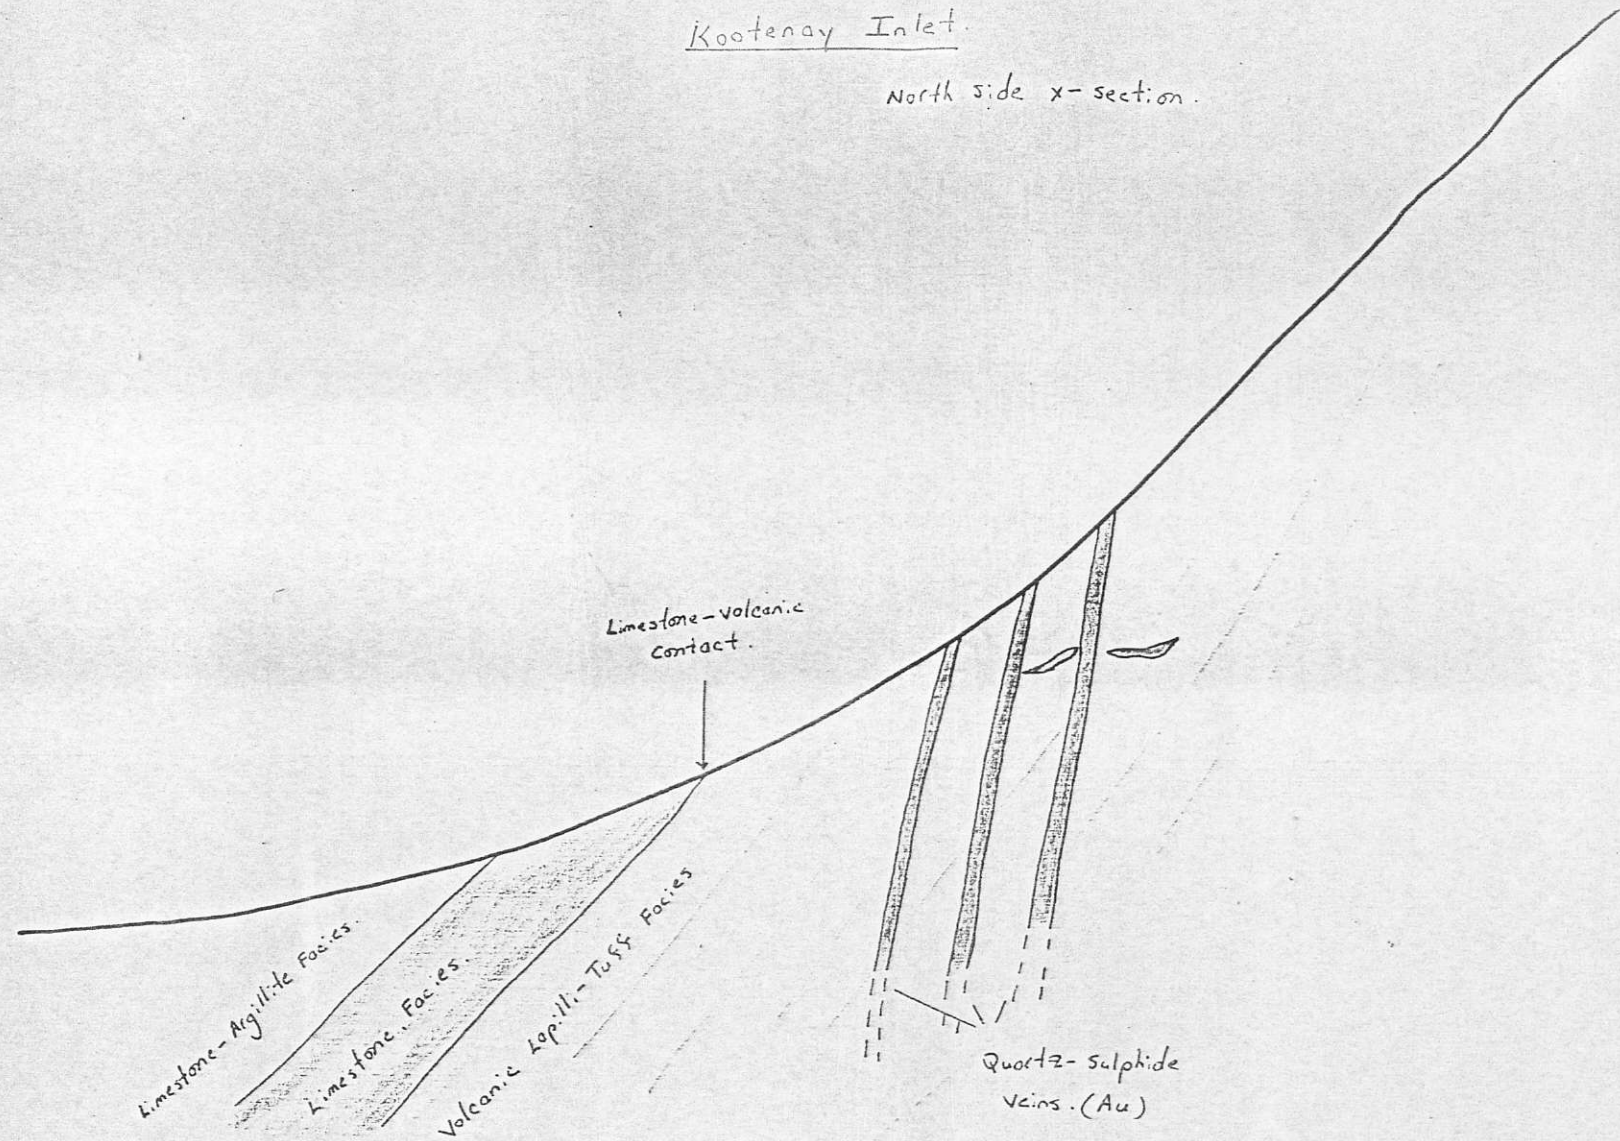 Kootenay Inlet.
North side x-section.
Limestone-volcanic
contact.
Limestone-Argillite Facies.
Limestone Facies.
Volcanic Lapilli-Tuff Facies
Quartz-sulphide
veins. (Au)